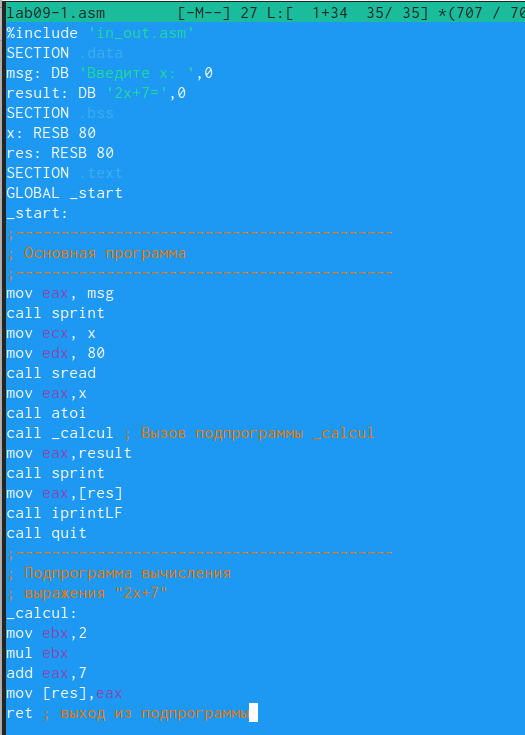 lab09-1.asm [-M--] 27 L:[ 1+34 35/ 35] *(707 / 70
%include 'in_out.asm'
SECTION .data
msg: DB 'Введите x: ',0
result: DB '2x+7=',0
SECTION .bss
x: RESB 80
res: RESB 80
SECTION .text
GLOBAL _start
_start:
;------------------------------------------
; Основная программа
;------------------------------------------
mov eax, msg
call sprint
mov ecx, x
mov edx, 80
call sread
mov eax,x
call atoi
call _calcul ; Вызов подпрограммы _calcul
mov eax,result
call sprint
mov eax,[res]
call iprintLF
call quit
;------------------------------------------
; Подпрограмма вычисления
; выражения "2x+7"
_calcul:
mov ebx,2
mul ebx
add eax,7
mov [res],eax
ret ; выход из подпрограммы